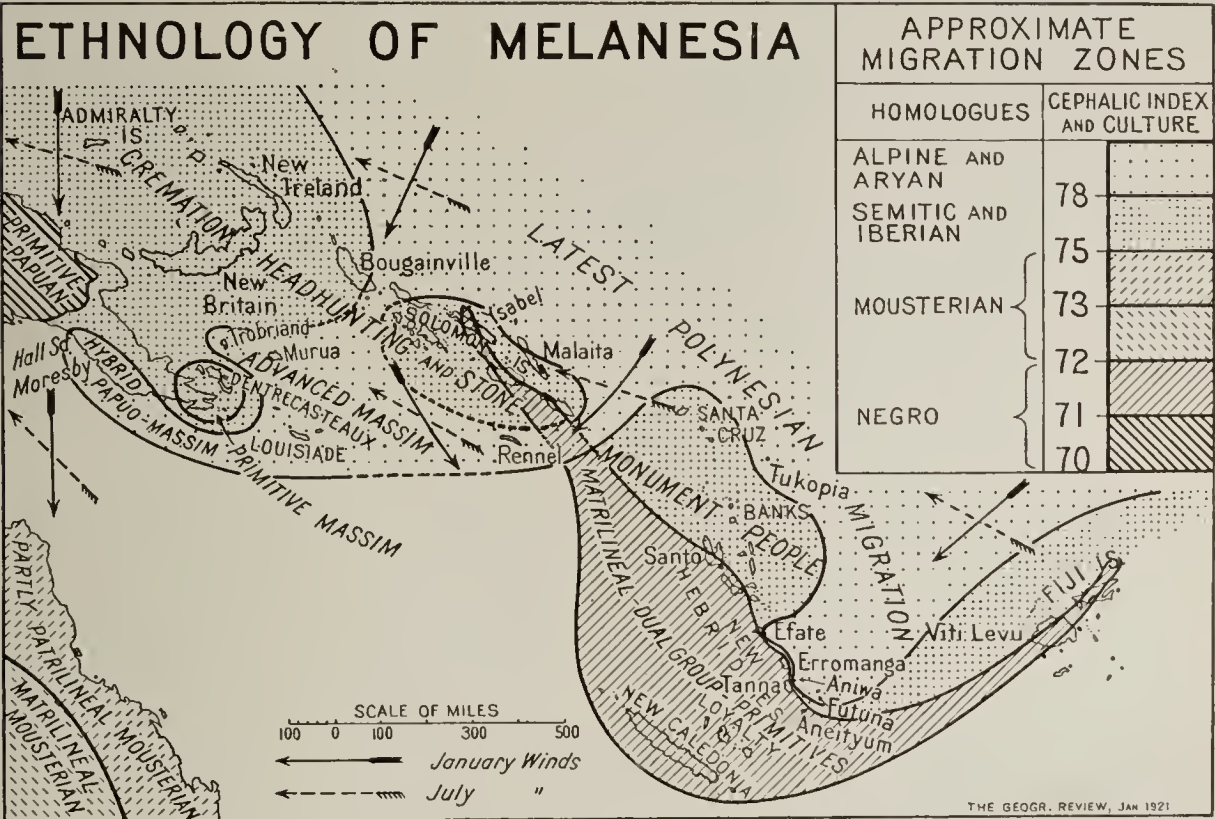 ETHNOLOGY OF MELANESIA
APPROXIMATE
MIGRATION ZONES
HOMOLOGUES
CEPHALIC INDEX
AND CULTURE
ALPINE AND
ARYAN
78
SEMITIC AND
IBERIAN
75
MOUSTERIAN
73
72
NEGRO
71
70
ADMIRALTY
IS
CREMATION
New
Ireland
PRIMITIVE
PAPUAN
New
Britain
Bougainville
HEADHUNTING AND STONE
LATEST
POLYNESIAN
MIGRATION
SOLOMON
IS
Isabel
Malaita
Trobriand
Murua
Hall Sd
Moresby
HYBRID
PAPUO-MASSIM
DENTRECASTEAUX
ADVANCED MASSIM
LOUISIADE
PRIMITIVE MASSIM
Rennel
SANTA
CRUZ
Tukopia
MONUMENT
PEOPLE
BANKS
Santo
NEW
HEBRIDES
MATRILINEAL-DUAL GROUP PRIMITIVES
Efate
Viti Levu
FIJI IS
Erromanga
Aniwa
Tanna
Futuna
Aneityum
LOYALTY
IS
NEW CALEDONIA
PARTLY PATRILINEAL MOUSTERIAN
MATRILINEAL
MOUSTERIAN
SCALE OF MILES
100 0 100 300 500
January Winds
July "
THE GEOGR. REVIEW, JAN 1921